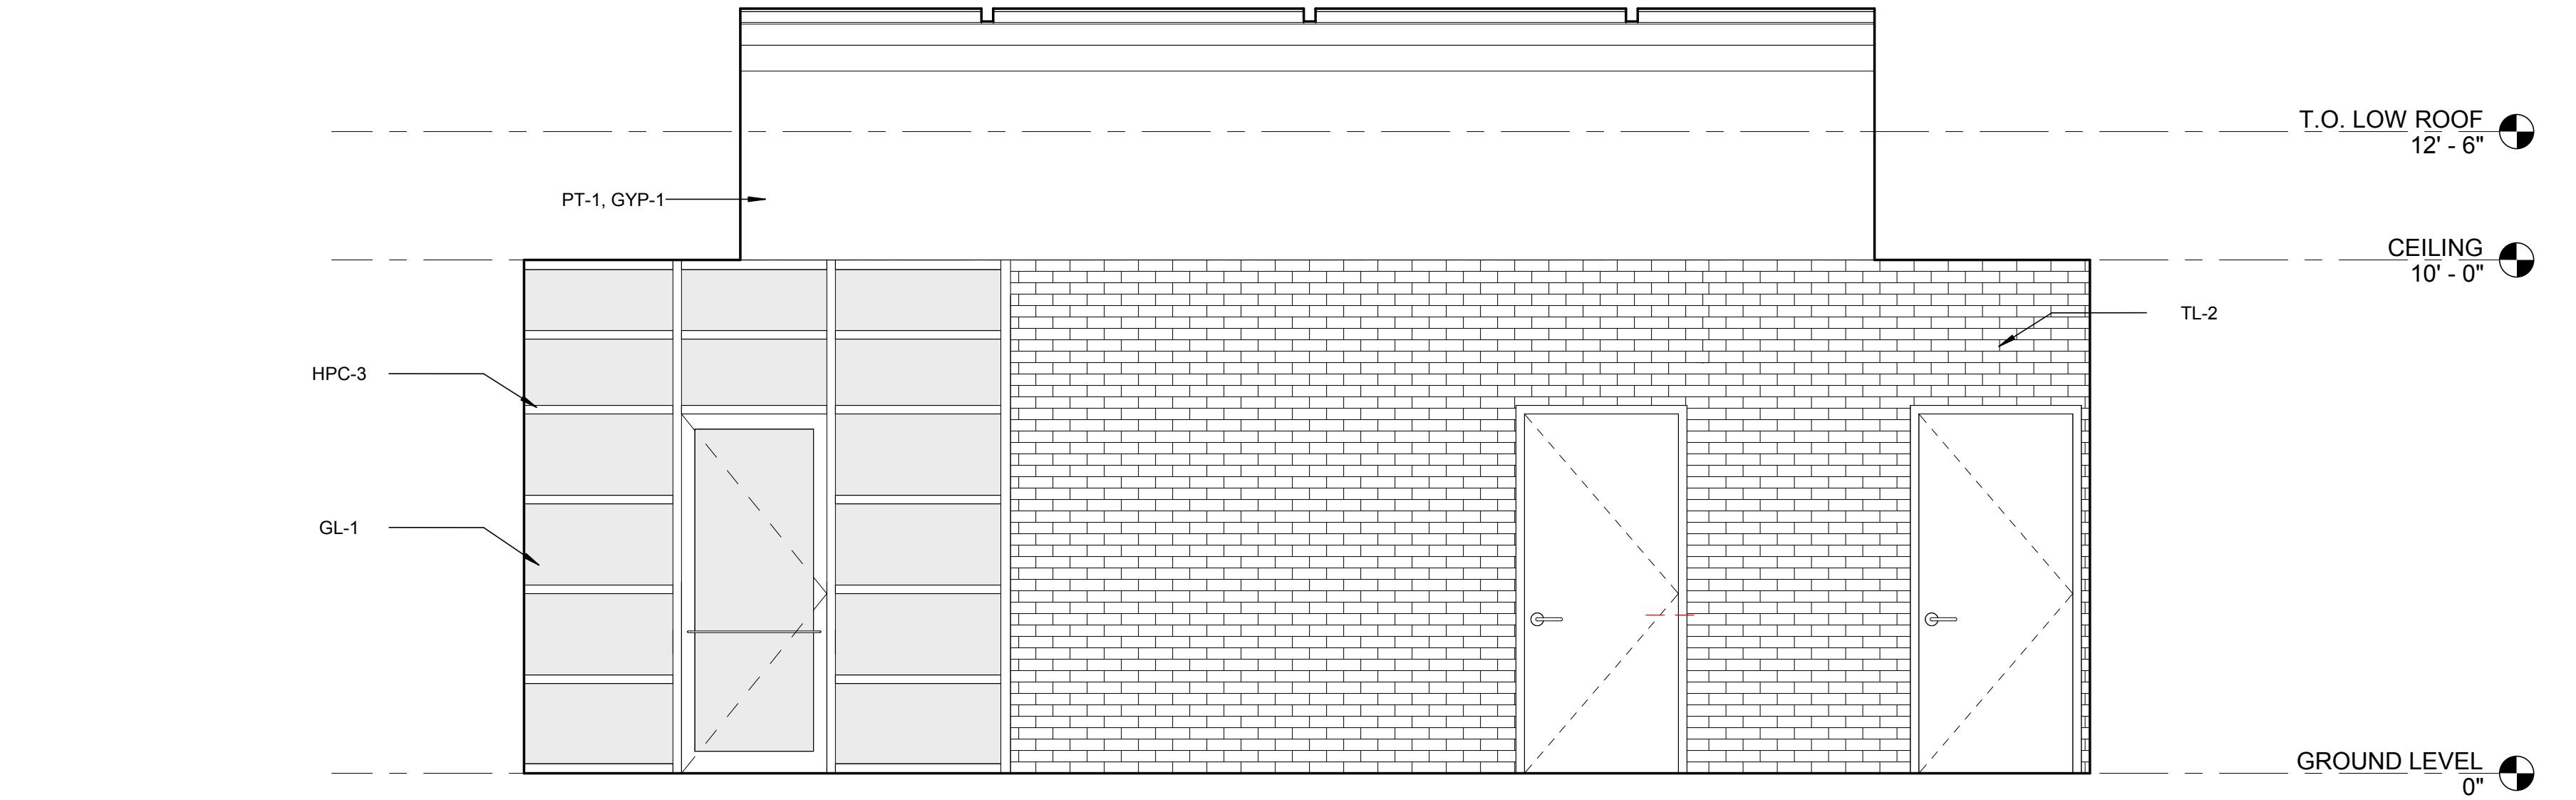 T.O. LOW ROOF
12' - 6"
PT-1, GYP-1
CEILING
10' - 0"
TL-2
HPC-3
GL-1
GROUND LEVEL
0"